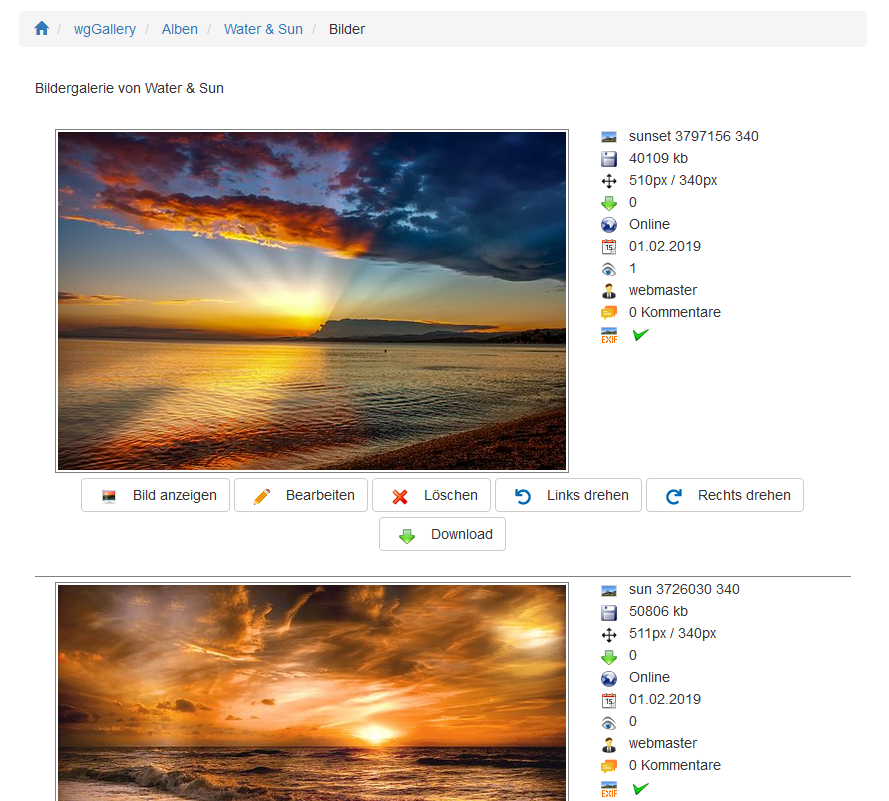 / wgGallery / Alben / Water & Sun / Bilder
Bildergalerie von Water & Sun
sunset 3797156 340
40109 kb
510px / 340px
0
Online
15 01.02.2019
1
webmaster
0 Kommentare
EXIF
Bild anzeigen Bearbeiten Löschen Links drehen Rechts drehen
Download
sun 3726030 340
50806 kb
511px / 340px
0
Online
15 01.02.2019
0
webmaster
0 Kommentare
EXIF